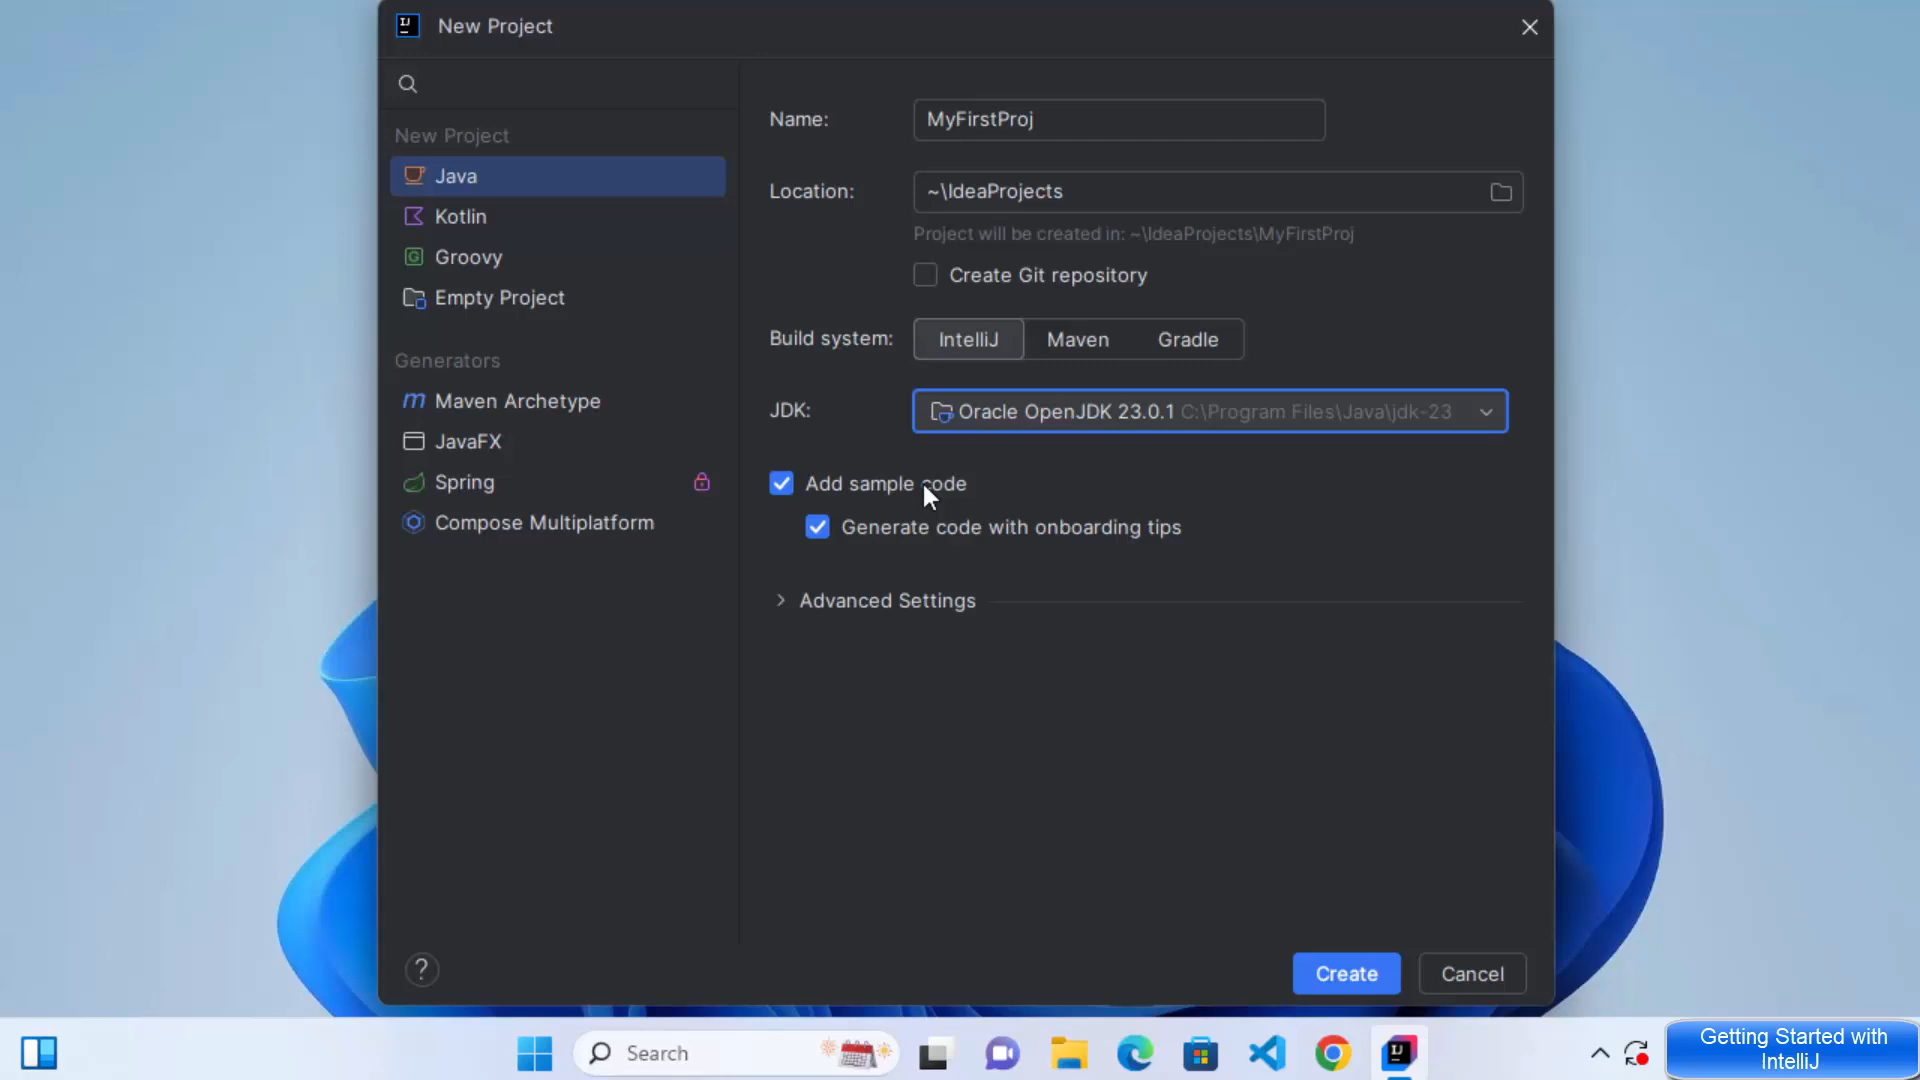 New Project
New Project
Java
Kotlin
Groovy
Empty Project
Generators
Maven Archetype
JavaFX
Spring
Compose Multiplatform
Name: MyFirstProj
Location: ~\IdeaProjects
Project will be created in: ~\IdeaProjects\MyFirstProj
Create Git repository
Build system: IntelliJ Maven Gradle
JDK: Oracle OpenJDK 23.0.1 C:\Program Files\Java\jdk-23
Add sample code
Generate code with onboarding tips
Advanced Settings
? Create Cancel
Search
Getting Started with
IntelliJ